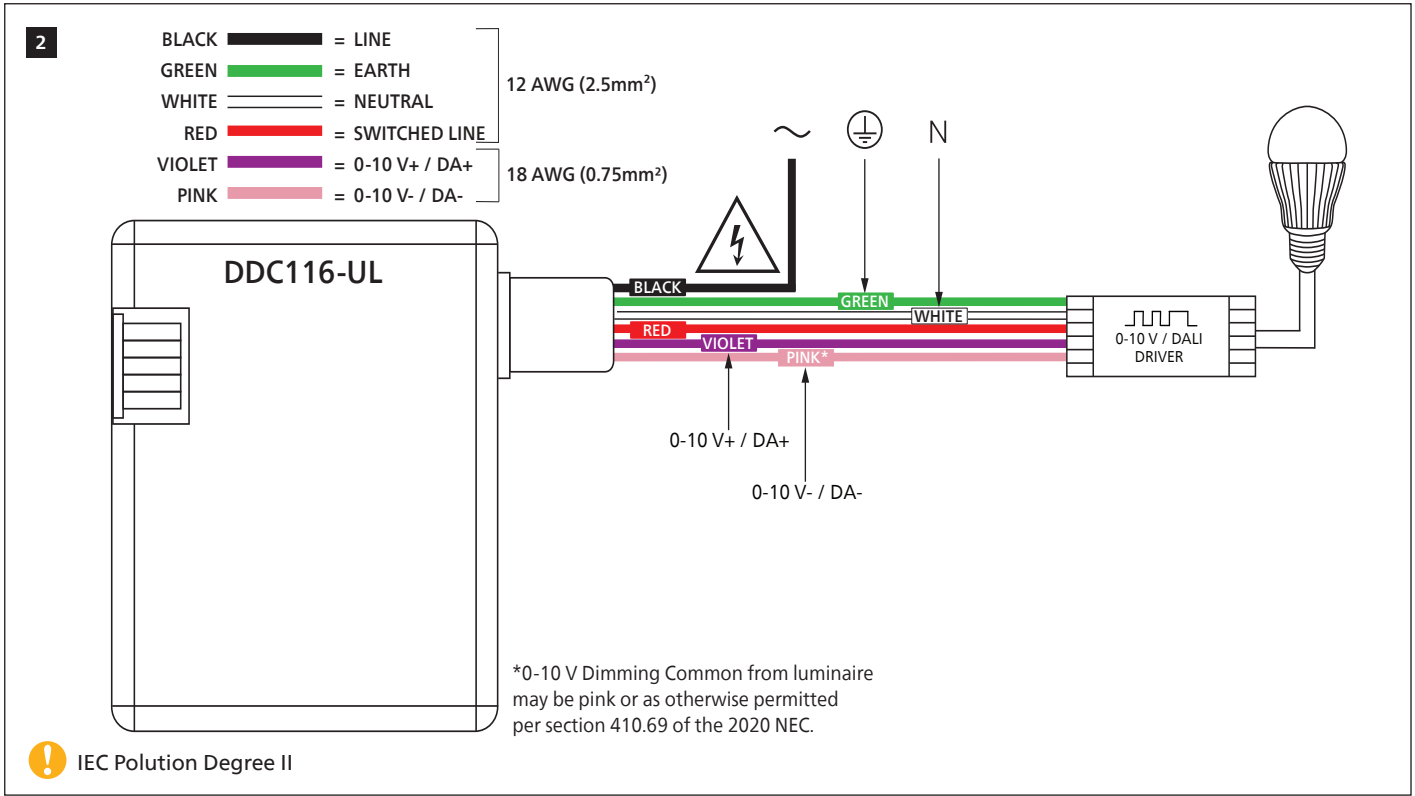 2
BLACK = LINE
GREEN = EARTH
WHITE = NEUTRAL
RED = SWITCHED LINE
12 AWG (2.5mm²)
VIOLET = 0-10 V+ / DA+
PINK = 0-10 V- / DA-
18 AWG (0.75mm²)
N
DDC116-UL
BLACK
GREEN
WHITE
RED
VIOLET
PINK*
0-10 V / DALI
DRIVER
0-10 V+ / DA+
0-10 V- / DA-
*0-10 V Dimming Common from luminaire
may be pink or as otherwise permitted
per section 410.69 of the 2020 NEC.
IEC Polution Degree II